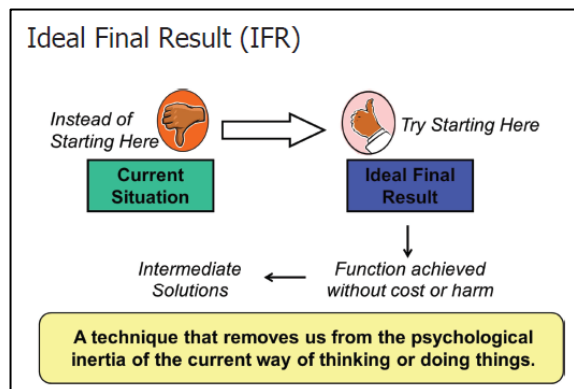 Ideal Final Result (IFR)
Instead of
Starting Here
Try Starting Here
Current
Situation
Ideal Final
Result
Intermediate
Solutions
Function achieved
without cost or harm
A technique that removes us from the psychological
inertia of the current way of thinking or doing things.